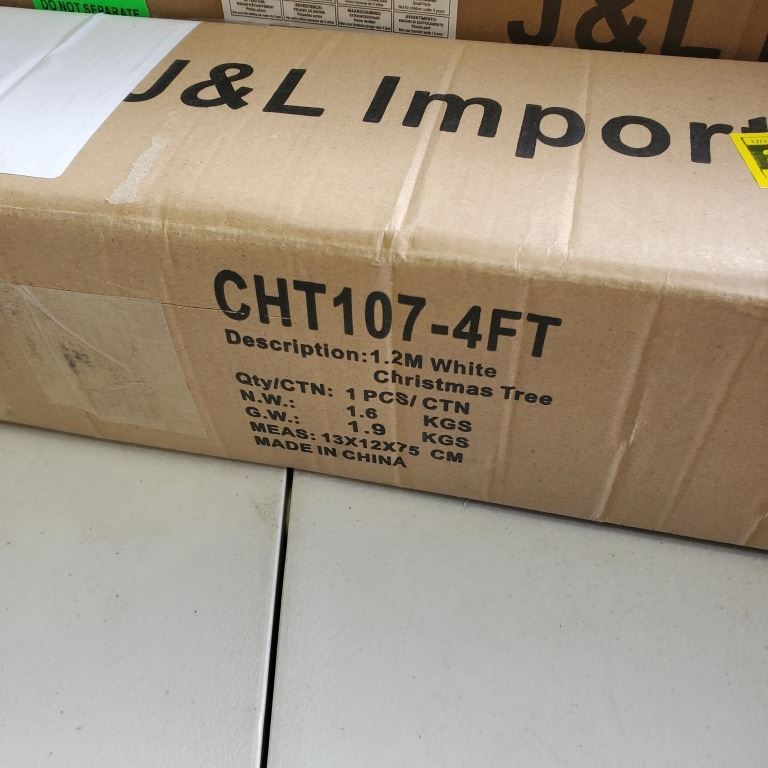 DO NOT SEPARATE
J&L
J&L Import
CHT107-4FT
Description:1.2M White
Christmas Tree
Qty/CTN: 1 PCS/ CTN
N.W.: 1.6 KGS
G.W.: 1.9 KGS
MEAS: 13X12X75 CM
MADE IN CHINA